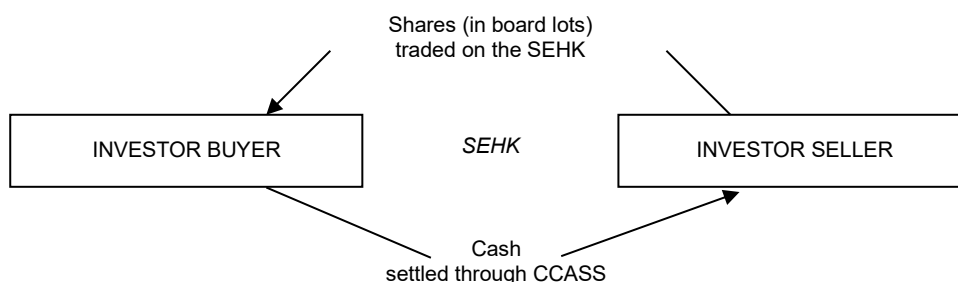 Shares (in board lots)
traded on the SEHK
INVESTOR BUYER
SEHK
INVESTOR SELLER
Cash
settled through CCASS